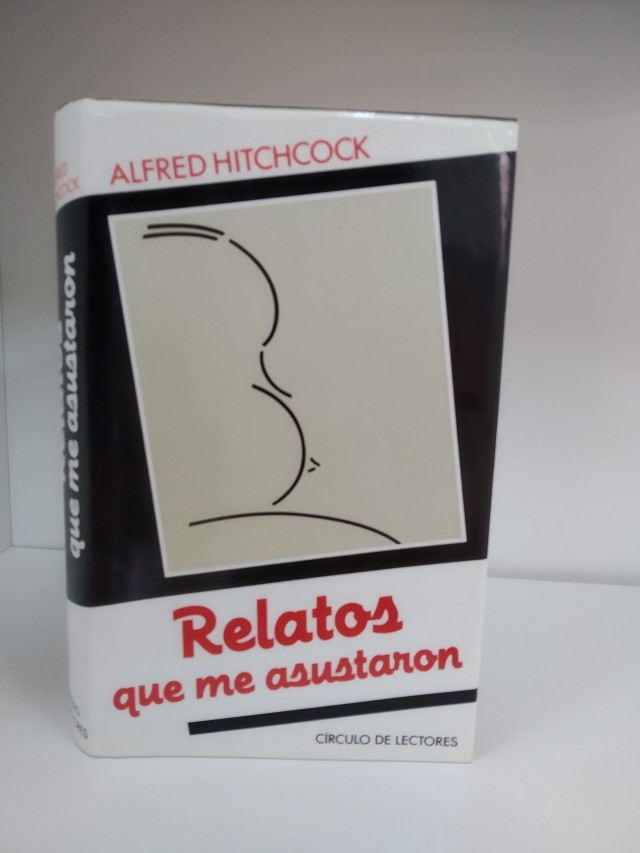 ALFRED HITCHCOCK
Relatos
que me asustaron
CÍRCULO DE LECTORES
que me asustaron